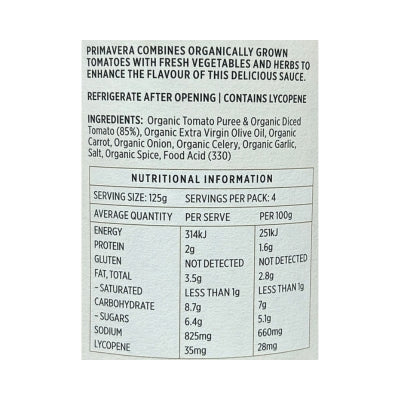 PRIMAVERA COMBINES ORGANICALLY GROWN
TOMATOES WITH FRESH VEGETABLES AND HERBS TO
ENHANCE THE FLAVOUR OF THIS DELICIOUS SAUCE.
REFRIGERATE AFTER OPENING | CONTAINS LYCOPENE
INGREDIENTS: Organic Tomato Puree & Organic Diced
Tomato (85%), Organic Extra Virgin Olive Oil, Organic
Carrot, Organic Onion, Organic Celery, Organic Garlic,
Salt, Organic Spice, Food Acid (330)
NUTRITIONAL INFORMATION
SERVING SIZE: 125g SERVINGS PER PACK: 4
AVERAGE QUANTITY PER SERVE PER 100g
ENERGY 314kJ 251kJ
PROTEIN 2g 1.6g
GLUTEN NOT DETECTED NOT DETECTED
FAT, TOTAL 3.5g 2.8g
- SATURATED LESS THAN 1g LESS THAN 1g
CARBOHYDRATE 8.7g 7g
- SUGARS 6.4g 5.1g
SODIUM 825mg 660mg
LYCOPENE 35mg 28mg